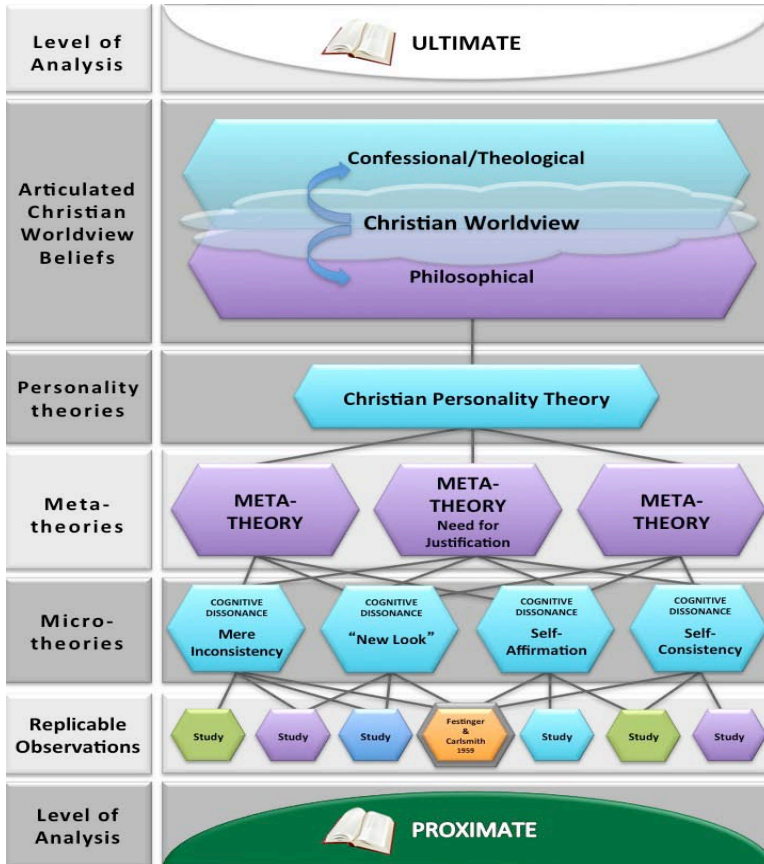 Level of
Analysis
ULTIMATE
Articulated
Christian
Worldview
Beliefs
Confessional/Theological
Christian Worldview
Philosophical
Personality
theories
Christian Personality Theory
Meta-
theories
META-
THEORY
META-
THEORY
Need for
Justification
META-
THEORY
Micro-
theories
COGNITIVE
DISSONANCE
Mere
Inconsistency
COGNITIVE
DISSONANCE
“New Look”
COGNITIVE
DISSONANCE
Self-
Affirmation
COGNITIVE
DISSONANCE
Self-
Consistency
Replicable
Observations
Study
Study
Study
Festinger
&
Carlsmith
1959
Study
Study
Study
Level of
Analysis
PROXIMATE